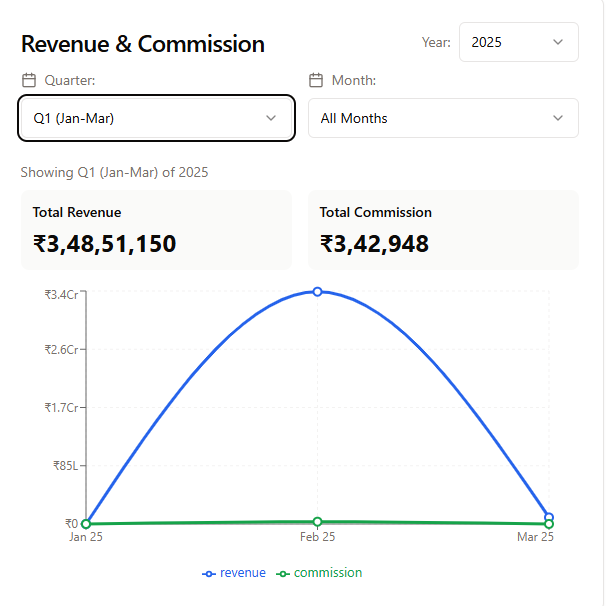 Revenue & Commission
Year:
2025
Quarter:
Month:
Q1 (Jan-Mar)
All Months
Showing Q1 (Jan-Mar) of 2025
Total Revenue
Total Commission
₹3,48,51,150
₹3,42,948
₹3.4Cr
₹2.6Cr
₹1.7Cr
₹85L
₹0
Jan 25
Feb 25
Mar 25
revenue
commission